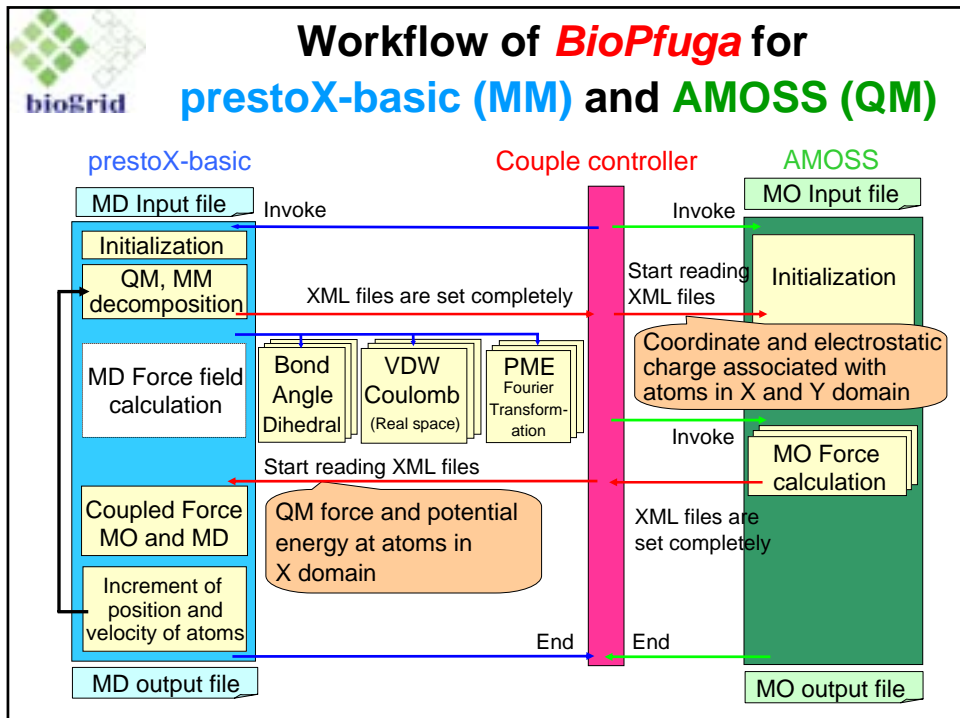 biogrid
Workflow of BioPfuga for
prestoX-basic (MM) and AMOSS (QM)
prestoX-basic
Couple controller
AMOSS
MD Input file
MO Input file
Invoke
Invoke
Initialization
QM, MM
decomposition
XML files are set completely
Start reading
XML files
Initialization
Coordinate and electrostatic
charge associated with
atoms in X and Y domain
MD Force field
calculation
Bond
Angle
Dihedral
VDW
Coulomb
(Real space)
PME
Fourier
Transform-
ation
Invoke
MO Force
calculation
Start reading XML files
Coupled Force
MO and MD
QM force and potential
energy at atoms in
X domain
XML files are
set completely
Increment of
position and
velocity of atoms
End
End
MD output file
MO output file